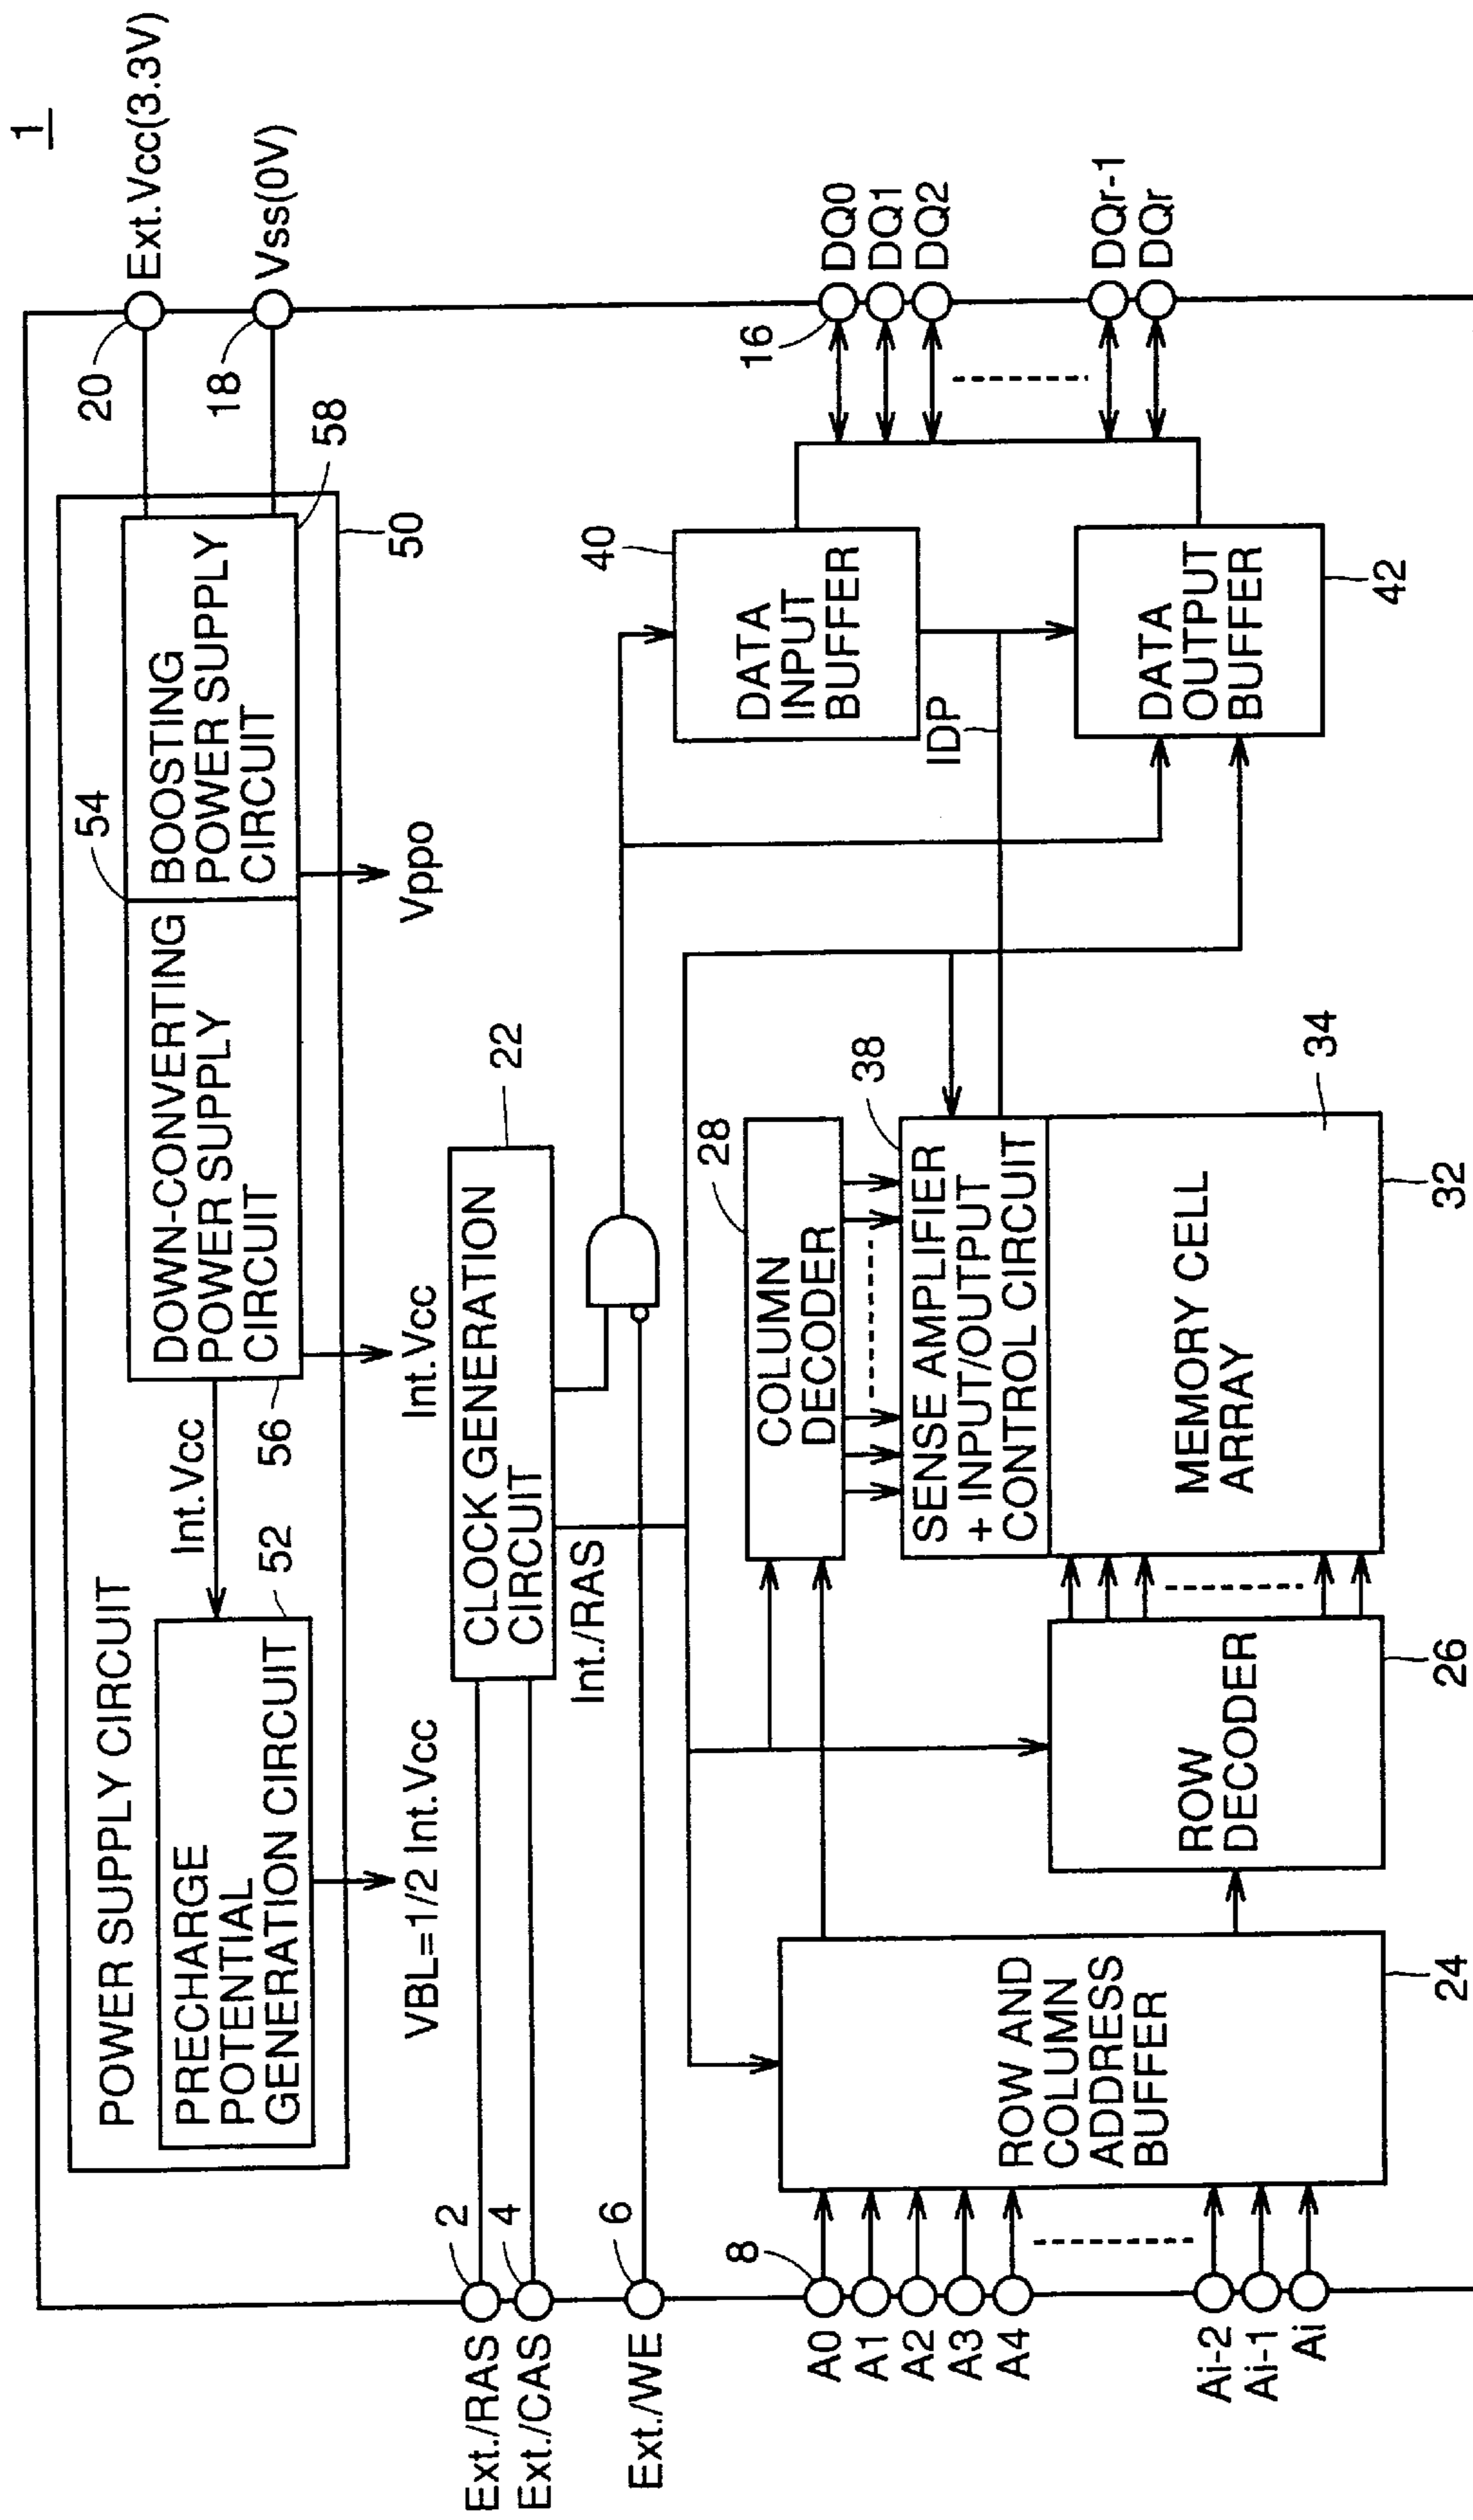 1
Ext.Vcc(3.3V)
20
Vss(0V)
18
POWER SUPPLY CIRCUIT
PRECHARGE
POTENTIAL
GENERATION CIRCUIT
52
Int.Vcc
DOWN-CONVERTING
POWER SUPPLY
CIRCUIT
56
54
BOOSTING
POWER SUPPLY
CIRCUIT
58
50
VBL=1/2 Int.Vcc
Int.Vcc
Vppo
Ext./RAS
2
Ext./CAS
4
CLOCK GENERATION
CIRCUIT
22
Int./RAS
Ext./WE
6
8
A0
A1
A2
A3
A4
Ai-2
Ai-1
Ai
ROW AND
COLUMN
ADDRESS
BUFFER
24
ROW
DECODER
26
COLUMN
DECODER
28
SENSE AMPLIFIER
+ INPUT/OUTPUT
CONTROL CIRCUIT
38
MEMORY CELL
ARRAY
34
32
DATA
INPUT
BUFFER
40
IDP
DATA
OUTPUT
BUFFER
42
16
DQ0
DQ1
DQ2
DQr-1
DQr